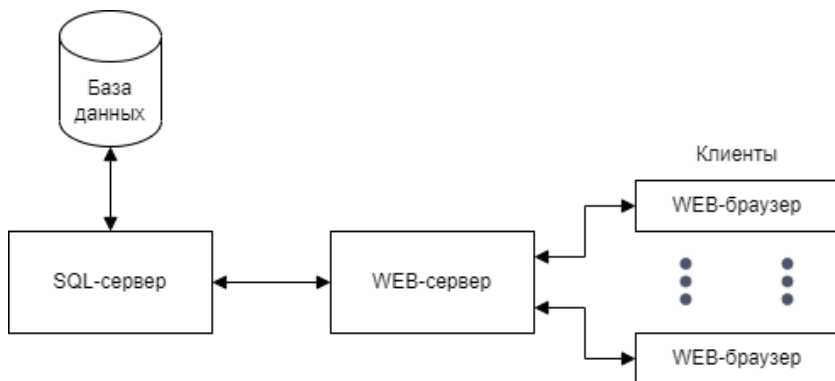 База
данных
Клиенты
WEB-браузер
SQL-сервер
WEB-сервер
WEB-браузер